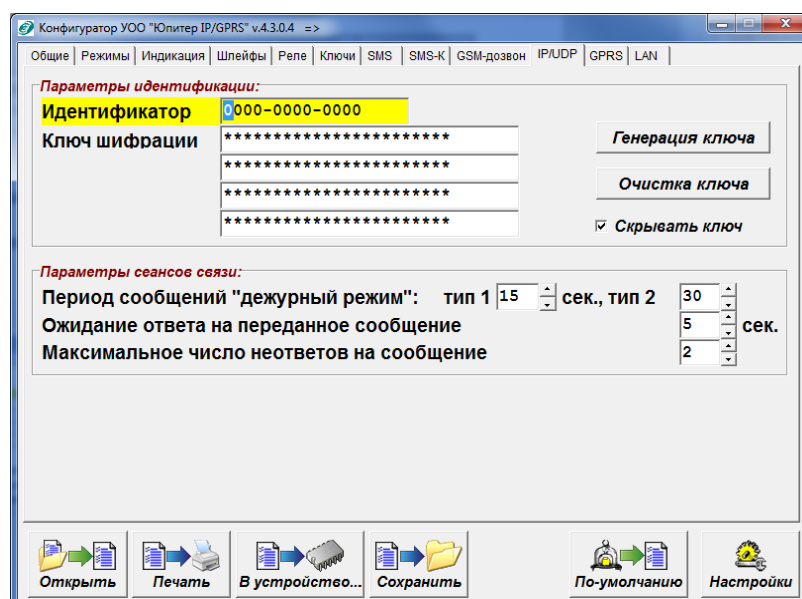 Конфигуратор УОО "Юпитер IP/GPRS" v.4.3.0.4 =>
Общие Режимы Индикация Шлейфы Реле Ключи SMS SMS-K GSM-дозвон IP/UDP GPRS LAN
Параметры идентификации:
Идентификатор 0000-0000-0000
Ключ шифрации ***********************
Генерация ключа
***********************
***********************
Очистка ключа
***********************
Скрывать ключ
Параметры сеансов связи:
Период сообщений "дежурный режим": тип 1 15 сек., тип 2 30
Ожидание ответа на переданное сообщение 5 сек.
Максимальное число неответов на сообщение 2
Открыть Печать В устройство... Сохранить По-умолчанию Настройки